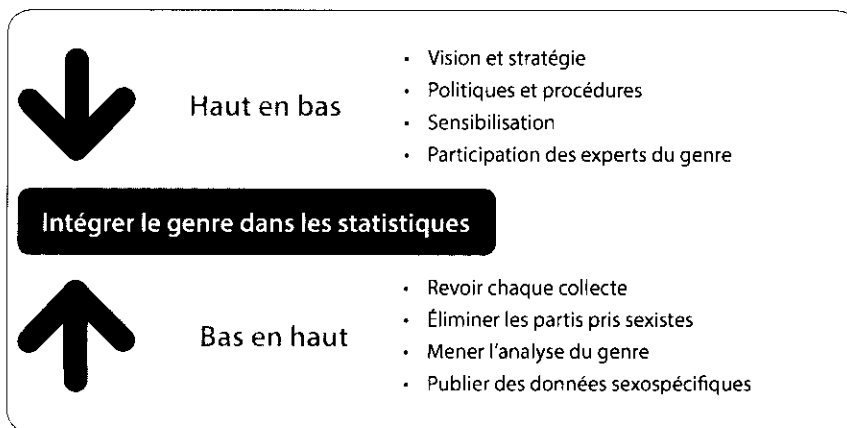 Haut en bas
• Vision et stratégie
• Politiques et procédures
• Sensibilisation
• Participation des experts du genre
Intégrer le genre dans les statistiques
Bas en haut
• Revoir chaque collecte
• Éliminer les partis pris sexistes
• Mener l'analyse du genre
• Publier des données sexospécifiques